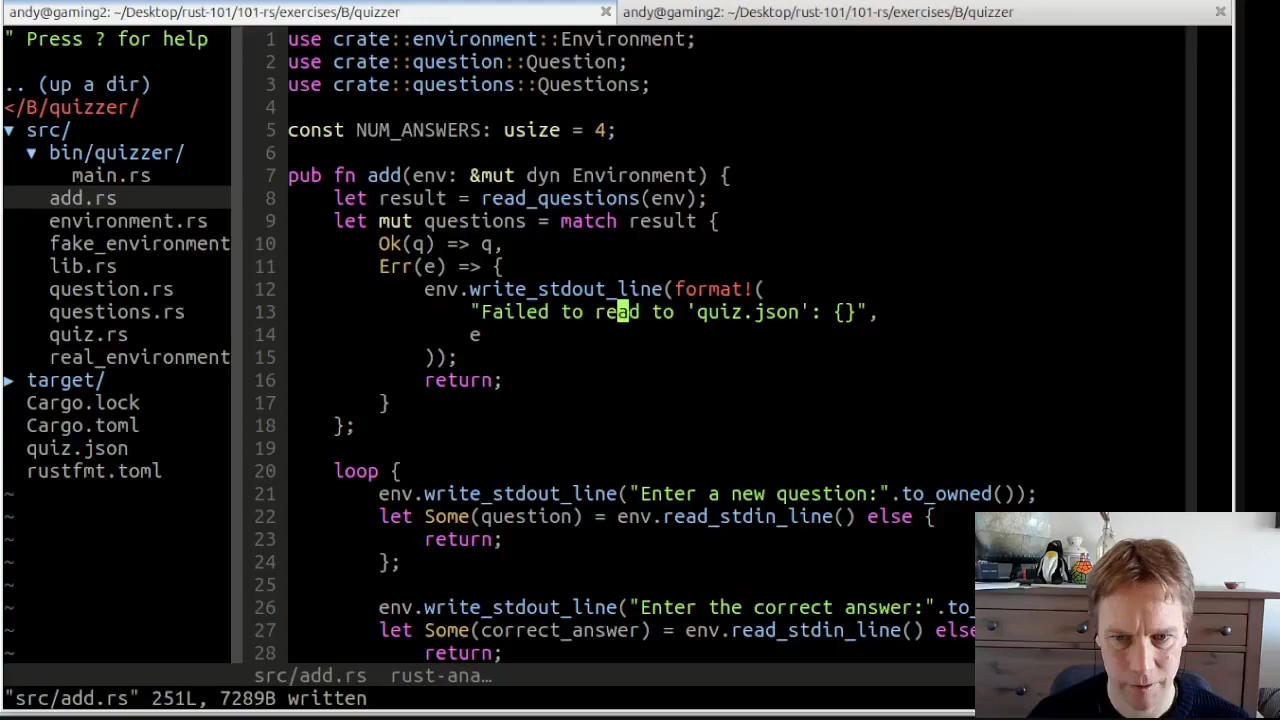 andy@gaming2: ~/Desktop/rust-101/101-rs/exercises/B/quizzer
andy@gaming2: ~/Desktop/rust-101/101-rs/exercises/B/quizzer
" Press ? for help
.. (up a dir)
</B/quizzer/
▼ src/
▼ bin/quizzer/
main.rs
add.rs
environment.rs
fake_environment
lib.rs
question.rs
questions.rs
quiz.rs
real_environment
▶ target/
Cargo.lock
Cargo.toml
quiz.json
rustfmt.toml
~
~
~
~
~
~
~
~
1 use crate::environment::Environment;
2 use crate::question::Question;
3 use crate::questions::Questions;
4
5 const NUM_ANSWERS: usize = 4;
6
7 pub fn add(env: &mut dyn Environment) {
8 let result = read_questions(env);
9 let mut questions = match result {
10 Ok(q) => q,
11 Err(e) => {
12 env.write_stdout_line(format!(
13 "Failed to read to 'quiz.json': {}",
14 e
15 ));
16 return;
17 }
18 };
19
20 loop {
21 env.write_stdout_line("Enter a new question:".to_owned());
22 let Some(question) = env.read_stdin_line() else {
23 return;
24 };
25
26 env.write_stdout_line("Enter the correct answer:".to_
27 let Some(correct_answer) = env.read_stdin_line() else
28 return;
src/add.rs rust-ana…
"src/add.rs" 251L, 7289B written